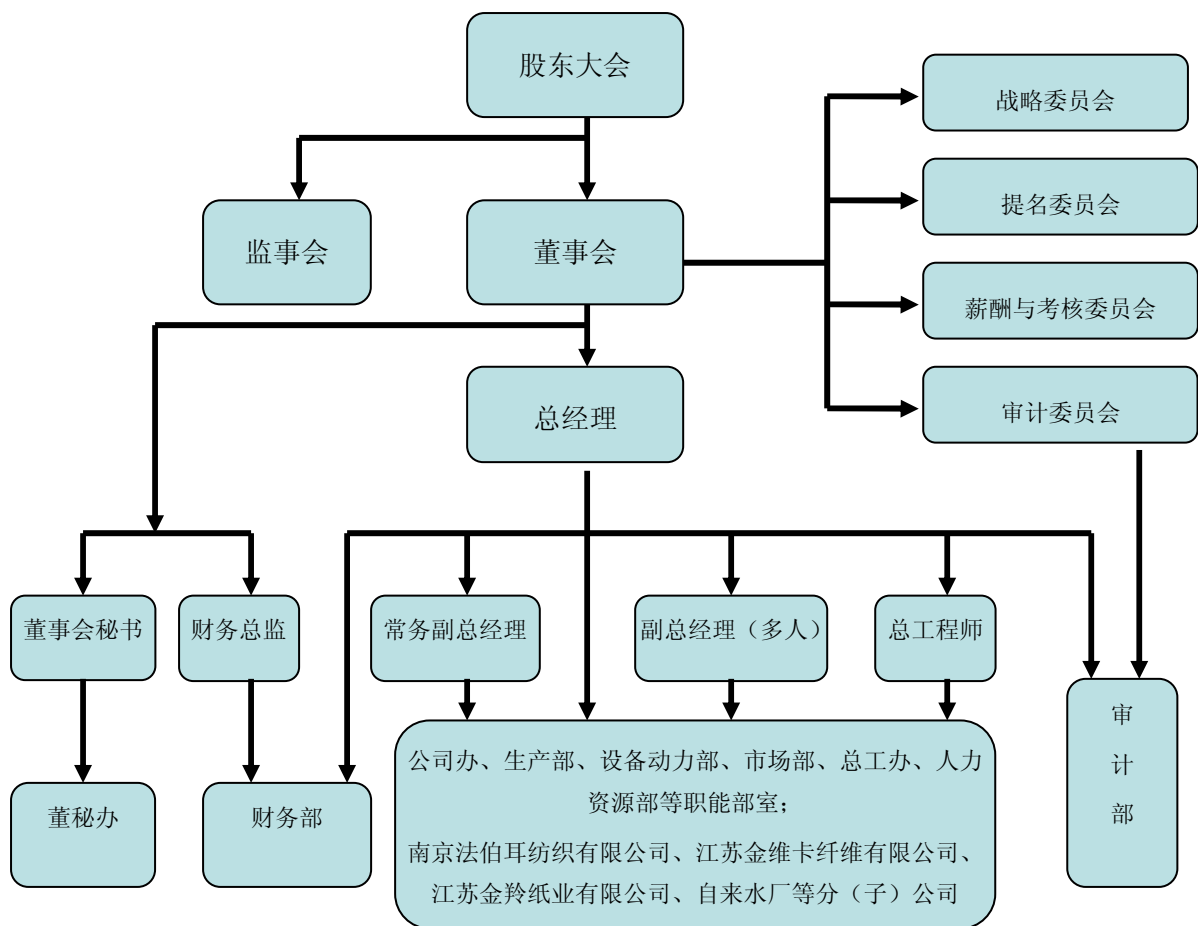 股东大会
战略委员会
提名委员会
监事会
董事会
薪酬与考核委员会
总经理
审计委员会
董事会秘书
财务总监
常务副总经理
副总经理（多人）
总工程师
审
计
部
董秘办
财务部
公司办、生产部、设备动力部、市场部、总工办、人力
资源部等职能部室；
南京法伯耳纺织有限公司、江苏金维卡纤维有限公司、
江苏金羚纸业有限公司、自来水厂等分（子）公司